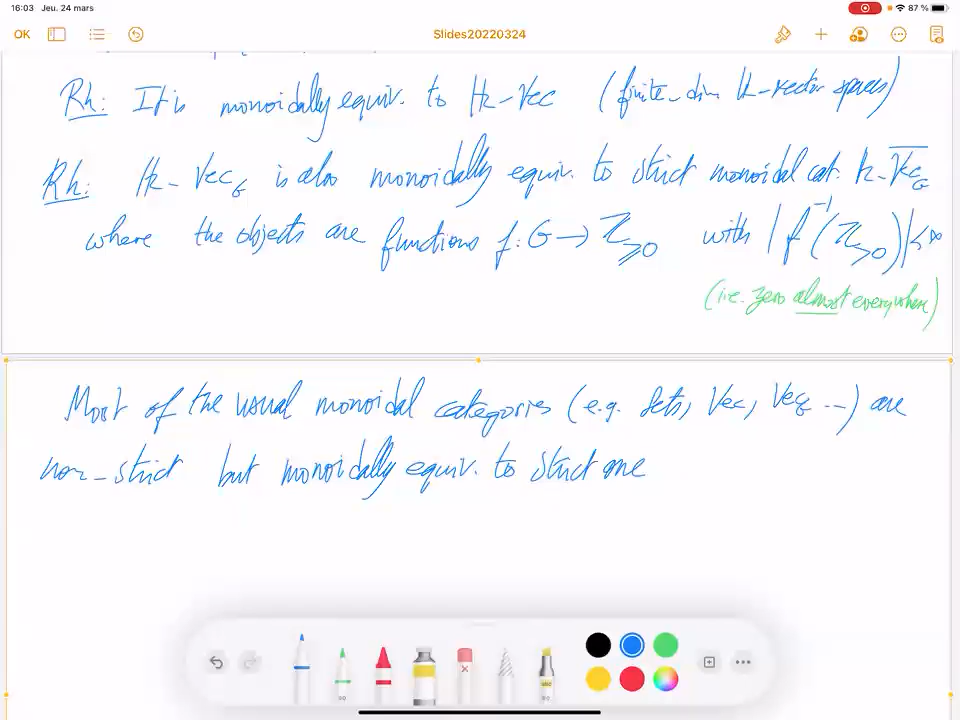 16:03 Jeu. 24 mars
87 %
OK
Slides20220324
Rk: It is monoidally equiv. to k-Vec (finite-dim k-vector spaces)
Rk: k-Vec_G is also monoidally equiv. to strict monoidal cat. k-\overline{Vec}_G
where the objects are functions f: G → ℤ≥0 with |f⁻¹(ℤ>0)|<∞
(i.e. zero almost everywhere)
Most of the usual monoidal categories (e.g. Sets, Vec, Vec_G ...) are
non-strict but monoidally equiv. to strict one